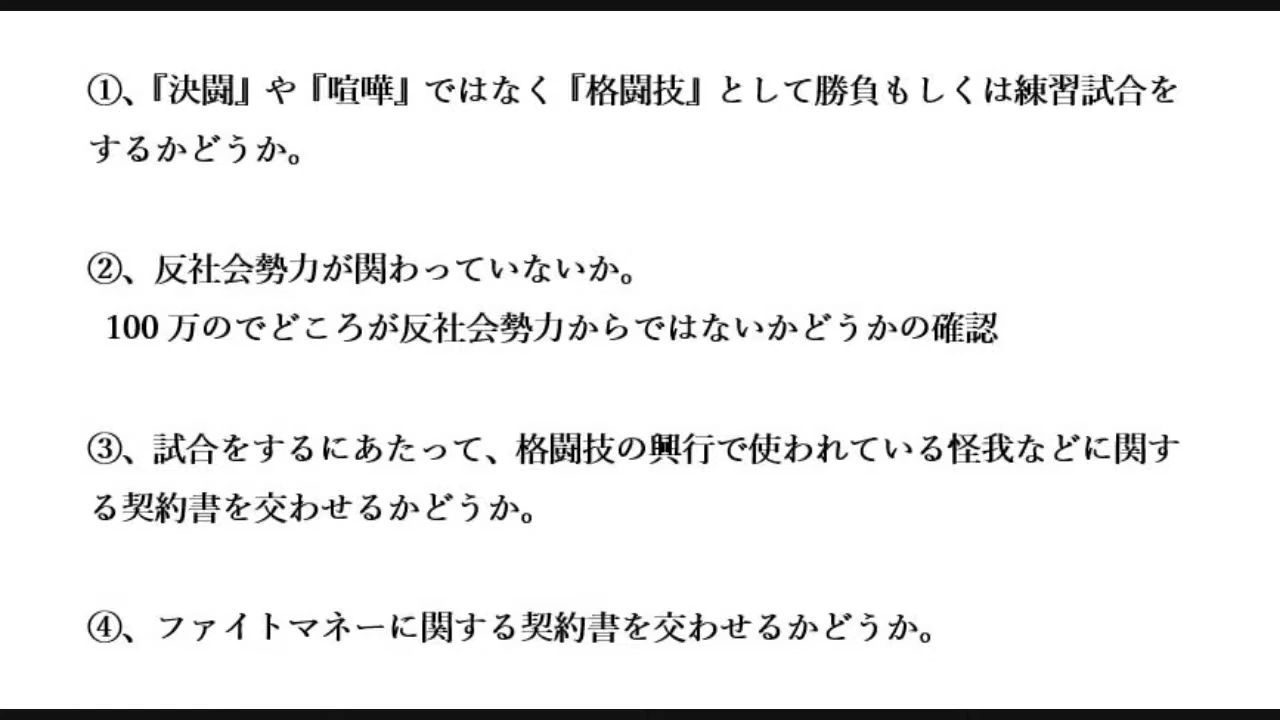 ①、『決闘』や『喧嘩』ではなく『格闘技』として勝負もしくは練習試合を
するかどうか。
②、反社会勢力が関わっていないか。
100 万のでどころが反社会勢力からではないかどうかの確認
③、試合をするにあたって、格闘技の興行で使われている怪我などに関す
る契約書を交わせるかどうか。
④、ファイトマネーに関する契約書を交わせるかどうか。